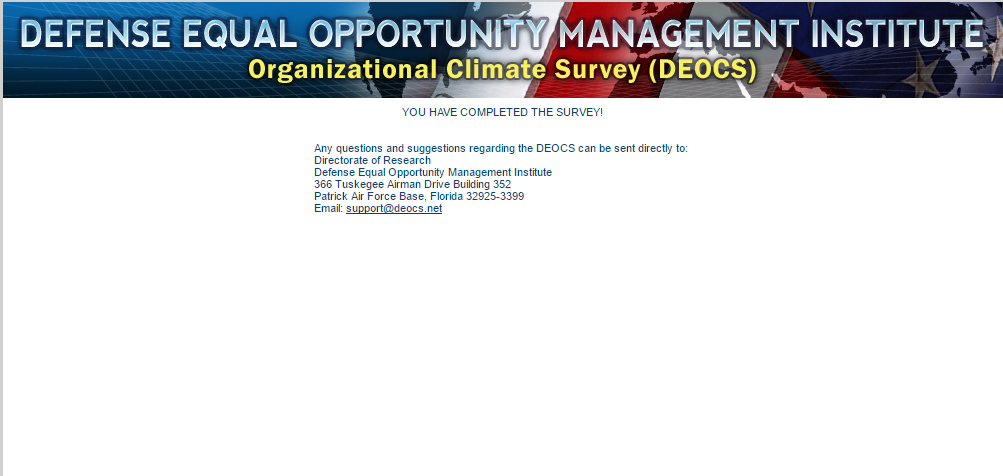 DEFENSE EQUAL OPPORTUNITY MANAGEMENT INSTITUTE
Organizational Climate Survey (DEOCS)
YOU HAVE COMPLETED THE SURVEY!
Any questions and suggestions regarding the DEOCS can be sent directly to:
Directorate of Research
Defense Equal Opportunity Management Institute
366 Tuskegee Airman Drive Building 352
Patrick Air Force Base, Florida 32925-3399
Email: support@deocs.net